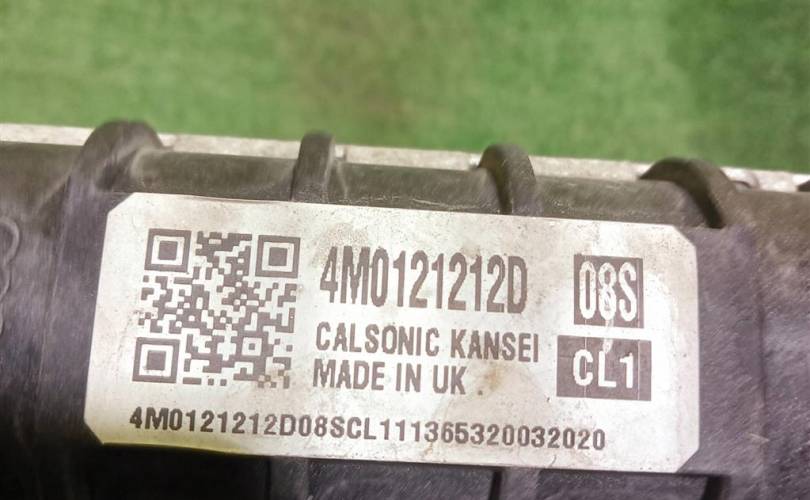 4M0121212D 08S
CALSONIC KANSEI CL1
MADE IN UK
4M0121212D08SCL111365320032020